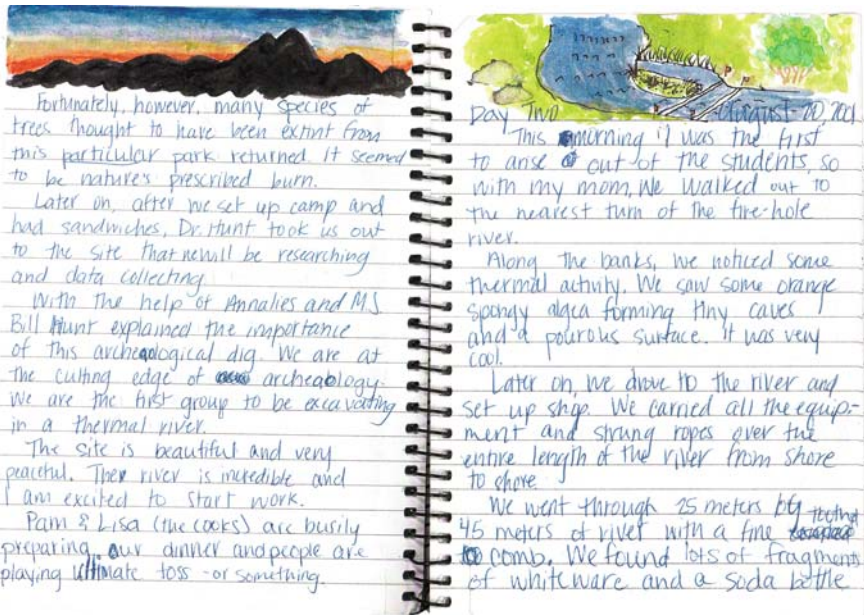 Fortunately, however, many species of
trees thought to have been extint from
this particular park returned. It seemed
to be nature's prescribed burn.
Later on, after we set up camp and
had sandwiches, Dr. Hunt took us out
to the site that we will be researching
and data collecting.
With the help of Annalies and MJ.
Bill Hunt explained the importance
of this archeaological dig. We are at
the cutting edge of archeaology.
We are the first group to be excavating
in a thermal river.
The site is beautiful and very
peaceful. The river is incredible and
I am excited to start work.
Pam & Lisa (the cooks) are busily
preparing our dinner and people are
playing ultimate toss - or something.
Day Two August 20, 2001
This morning I was the first
to arise out of the students, so
with my mom, we walked out to
the nearest turn of the fire-hole
river.
Along the banks, we noticed some
thermal activity. We saw some orange
spongy algea forming tiny caves
and a pourous surface. It was very
cool.
Later on, we drove to the river and
set up shop. We carried all the equip-
ment and strung ropes over the
entire length of the river from shore
to shore.
We went through 25 meters by
45 meters of river with a fine toothed
comb. We found lots of fragments
of whiteware and a soda bottle